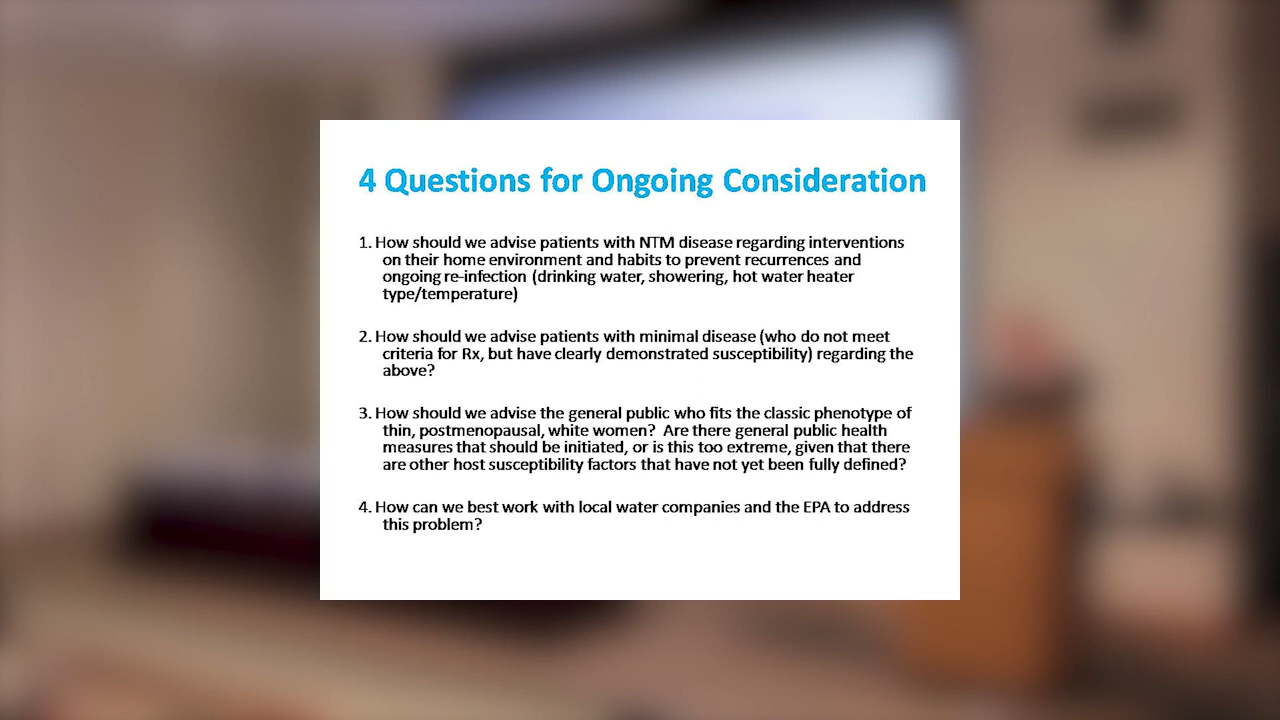 4 Questions for Ongoing Consideration
1. How should we advise patients with NTM disease regarding interventions
on their home environment and habits to prevent recurrences and
ongoing re-infection (drinking water, showering, hot water heater
type/temperature)
2. How should we advise patients with minimal disease (who do not meet
criteria for Rx, but have clearly demonstrated susceptibility) regarding the
above?
3. How should we advise the general public who fits the classic phenotype of
thin, postmenopausal, white women?  Are there general public health
measures that should be initiated, or is this too extreme, given that there
are other host susceptibility factors that have not yet been fully defined?
4. How can we best work with local water companies and the EPA to address
this problem?